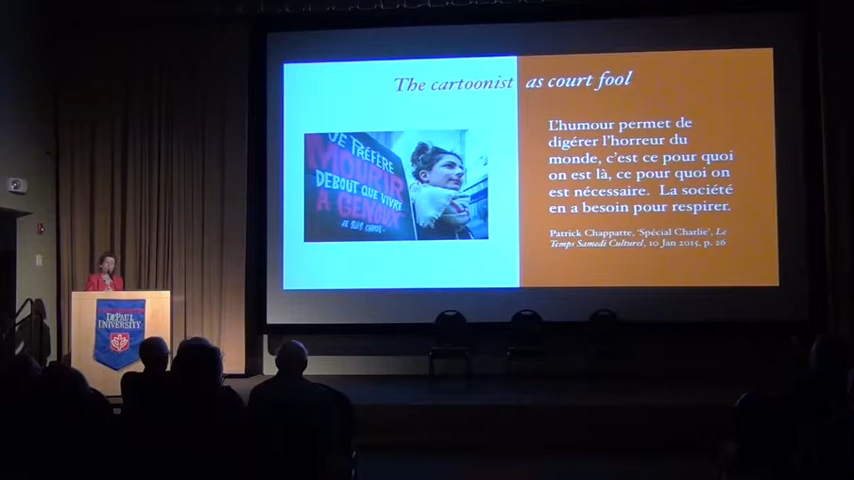 The cartoonist as court fool
JE PRÉFÈRE
MOURIR
DEBOUT QUE VIVRE
A GENOUX
JE SUIS CHARLIE
L'humour permet de
digérer l'horreur du
monde, c'est ce pour quoi
on est là, ce pour quoi on
est nécessaire. La société
en a besoin pour respirer.
Patrick Chappatte, 'Spécial Charlie', Le
Temps Samedi Culturel, 10 Jan 2015, p. 26
DEPAUL
UNIVERSITY